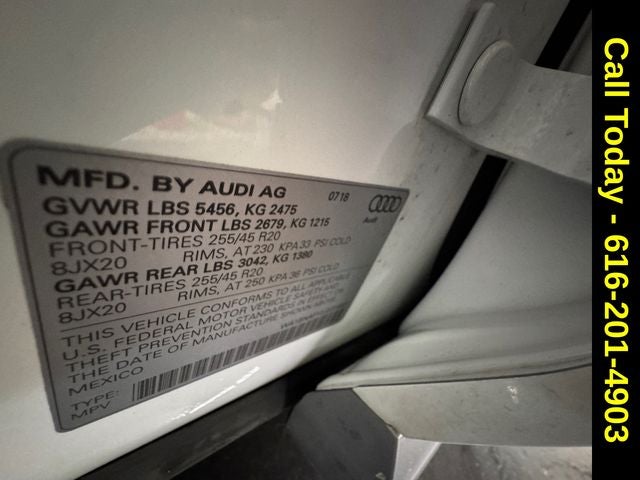 MFD. BY AUDI AG 07/18
Audi
GVWR LBS 5456, KG 2475
GAWR FRONT LBS 2679, KG 1215
FRONT-TIRES 255/45 R20
8JX20 RIMS, AT 230 KPA 33 PSI COLD
GAWR REAR LBS 3042, KG 1380
REAR-TIRES 255/45 R20
8JX20 RIMS, AT 250 KPA 36 PSI COLD
THIS VEHICLE CONFORMS TO ALL APPLICABLE
U.S. FEDERAL MOTOR VEHICLE SAFETY AND
THEFT PREVENTION STANDARDS IN EFFECT ON
THE DATE OF MANUFACTURE SHOWN ABOVE.
MEXICO
TYPE:
MPV
Call Today - 616-201-4903